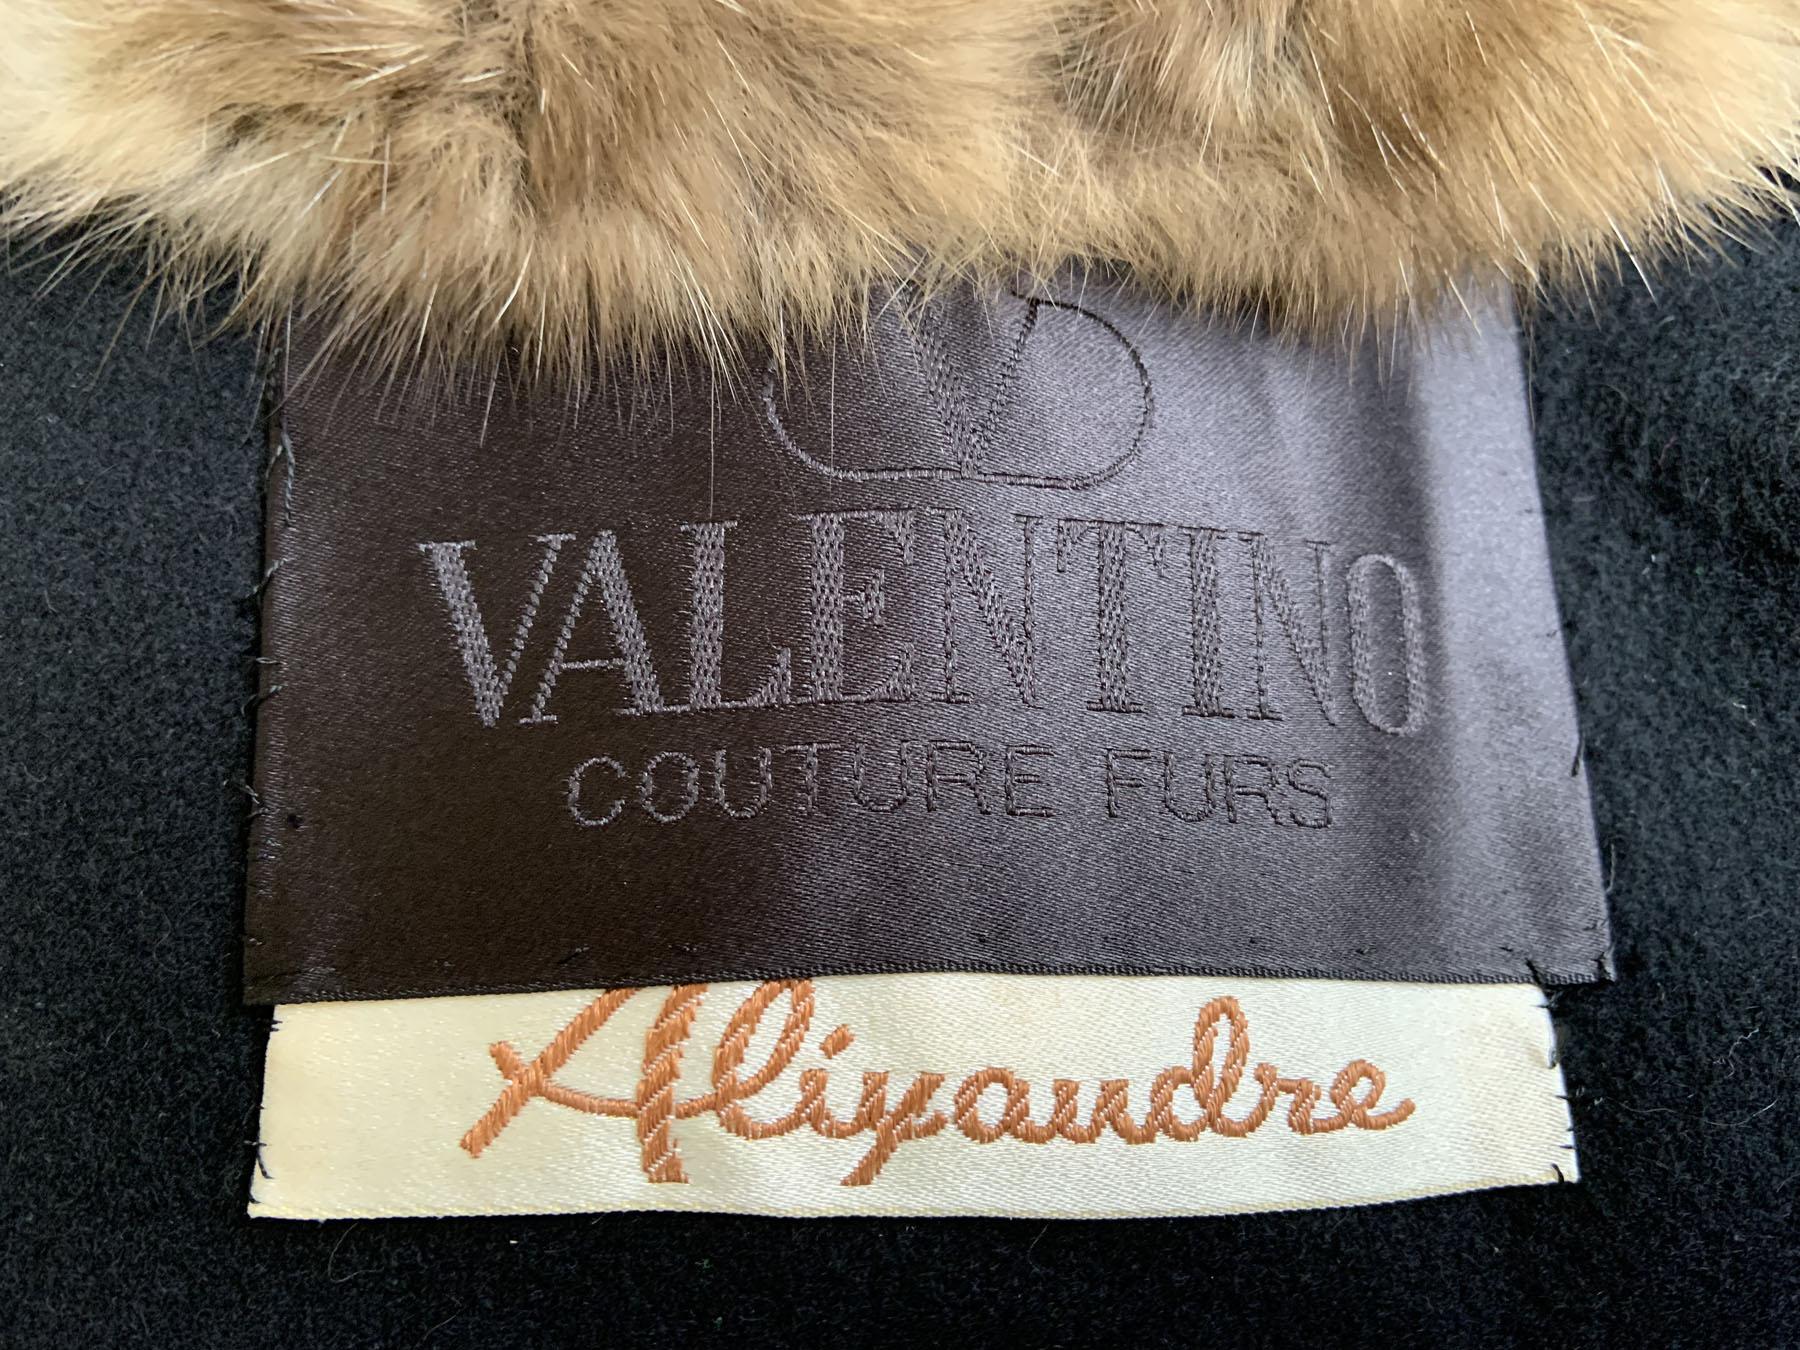 V
VALENTINO
COUTURE FURS
Alixandre